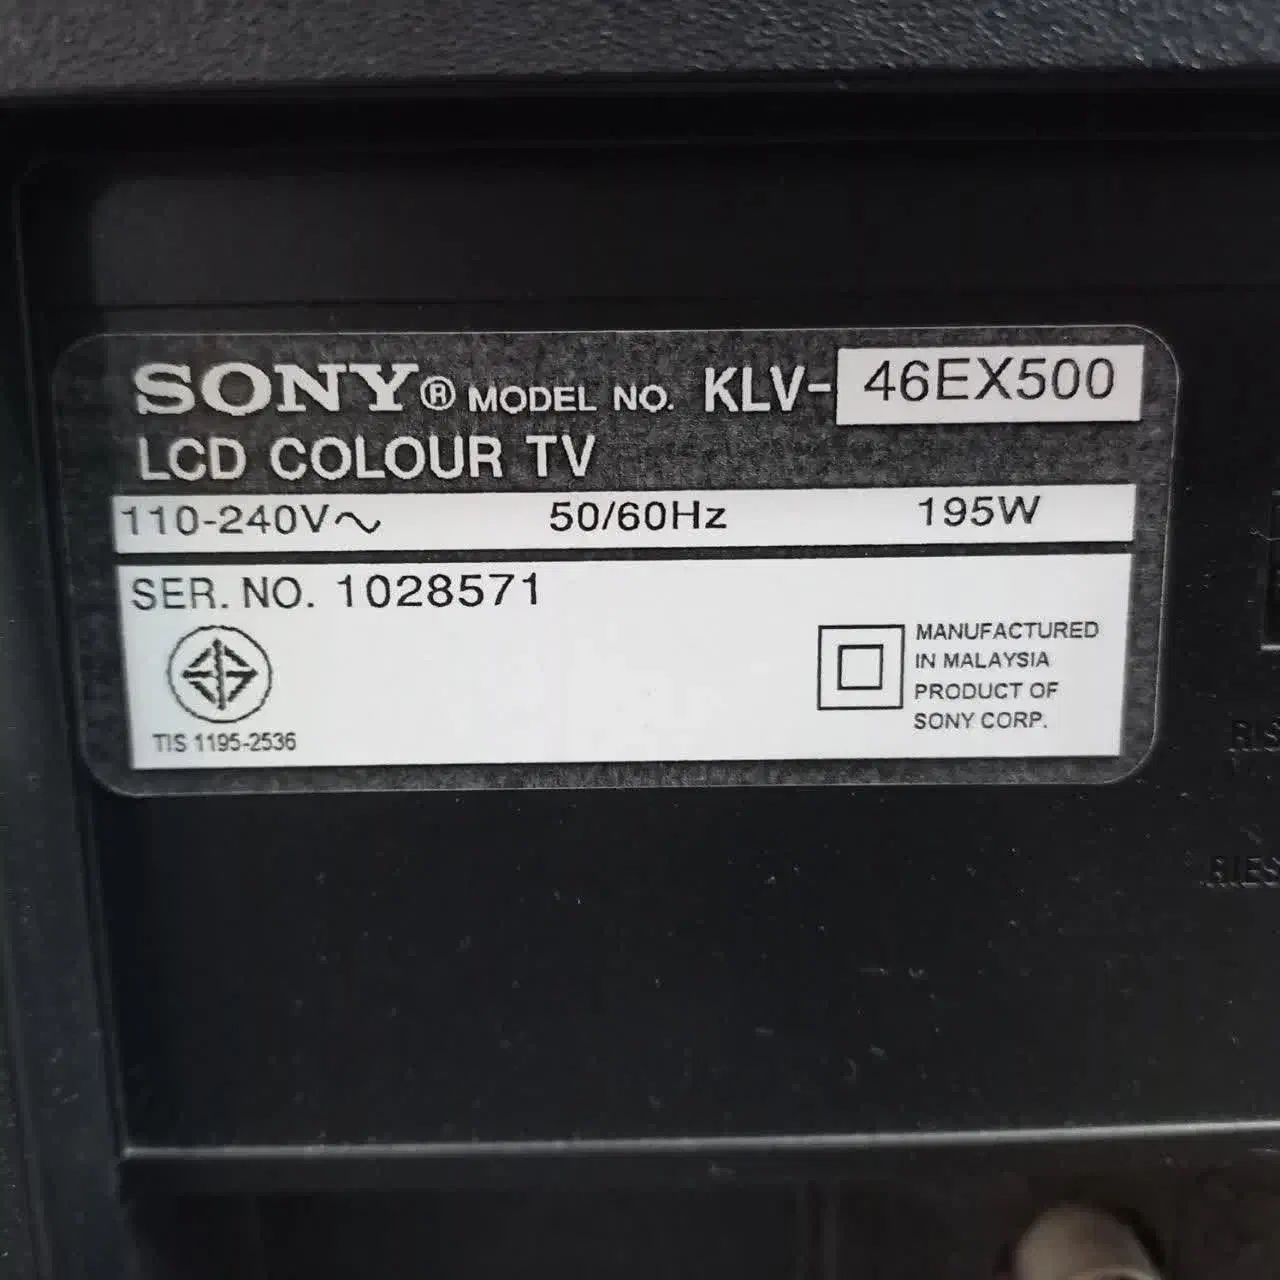 SONY® MODEL NO. KLV-46EX500
LCD COLOUR TV
110-240V~ 50/60Hz 195W
SER. NO. 1028571
TIS 1195-2536
MANUFACTURED
IN MALAYSIA
PRODUCT OF
SONY CORP.